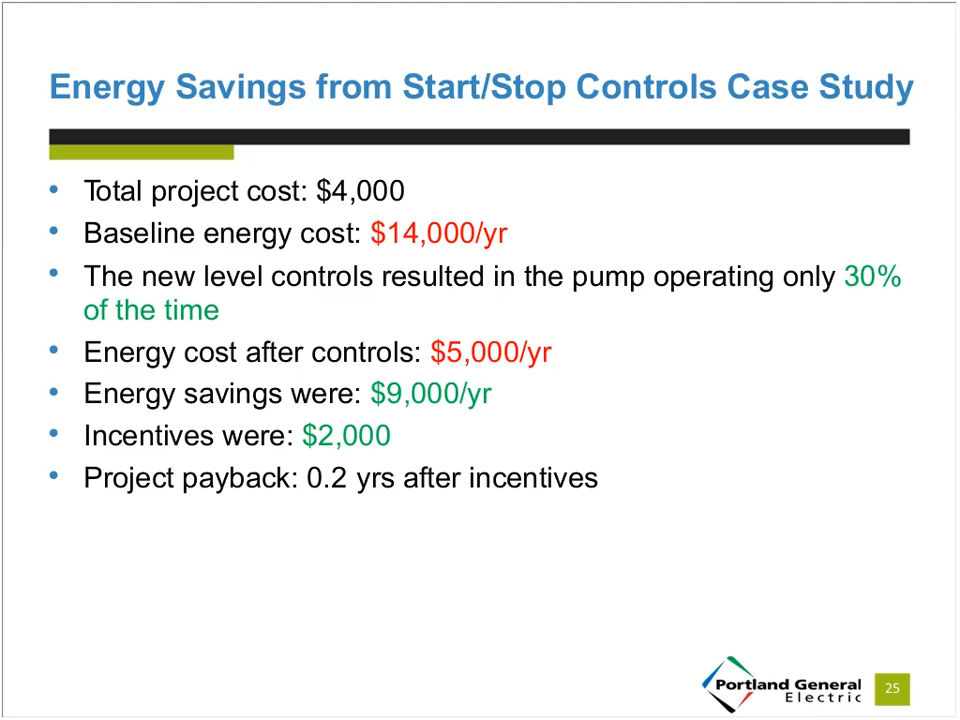 Energy Savings from Start/Stop Controls Case Study
• Total project cost: $4,000
• Baseline energy cost: $14,000/yr
• The new level controls resulted in the pump operating only 30%
of the time
• Energy cost after controls: $5,000/yr
• Energy savings were: $9,000/yr
• Incentives were: $2,000
• Project payback: 0.2 yrs after incentives
Portland General
Electric
25